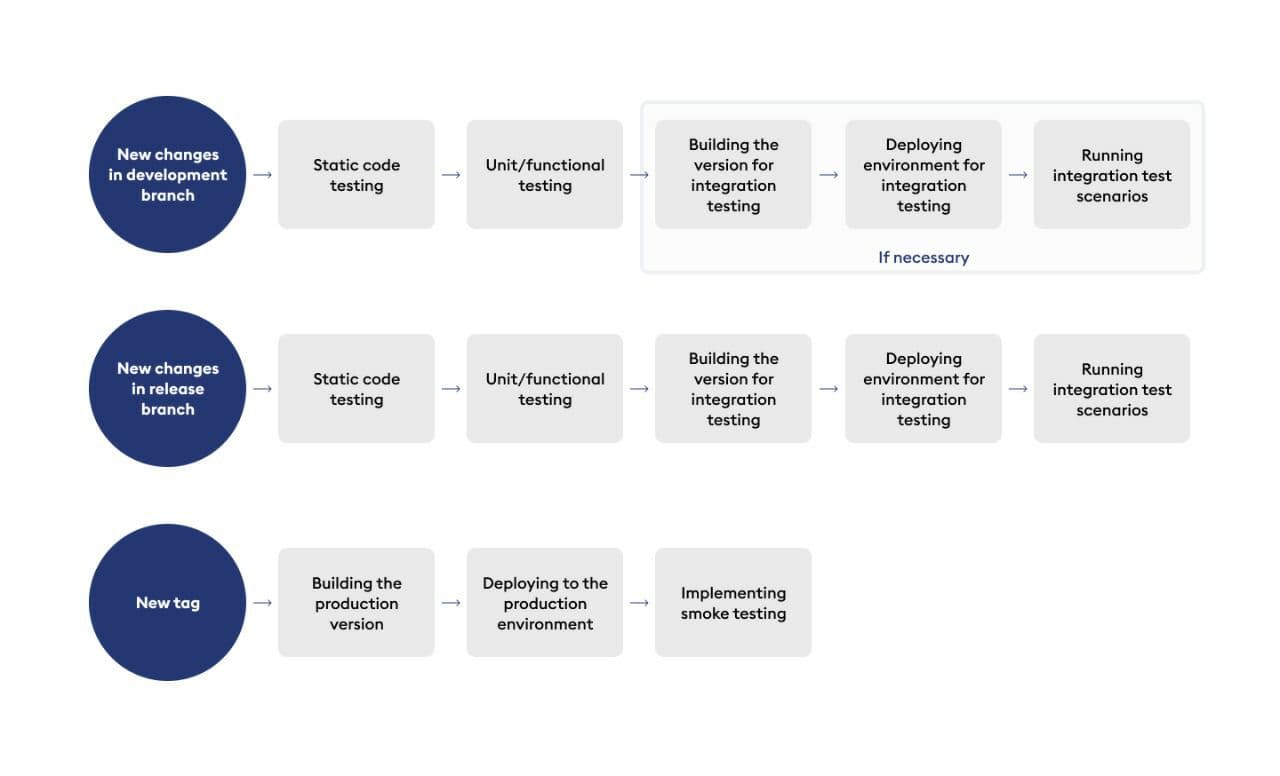 New changes
in development
branch
Static code
testing
Unit/functional
testing
Building the
version for
integration
testing
Deploying
environment for
integration
testing
Running
integration test
scenarios
If necessary
New changes
in release
branch
Static code
testing
Unit/functional
testing
Building the
version for
integration
testing
Deploying
environment for
integration
testing
Running
integration test
scenarios
New tag
Building the
production
version
Deploying to the
production
environment
Implementing
smoke testing